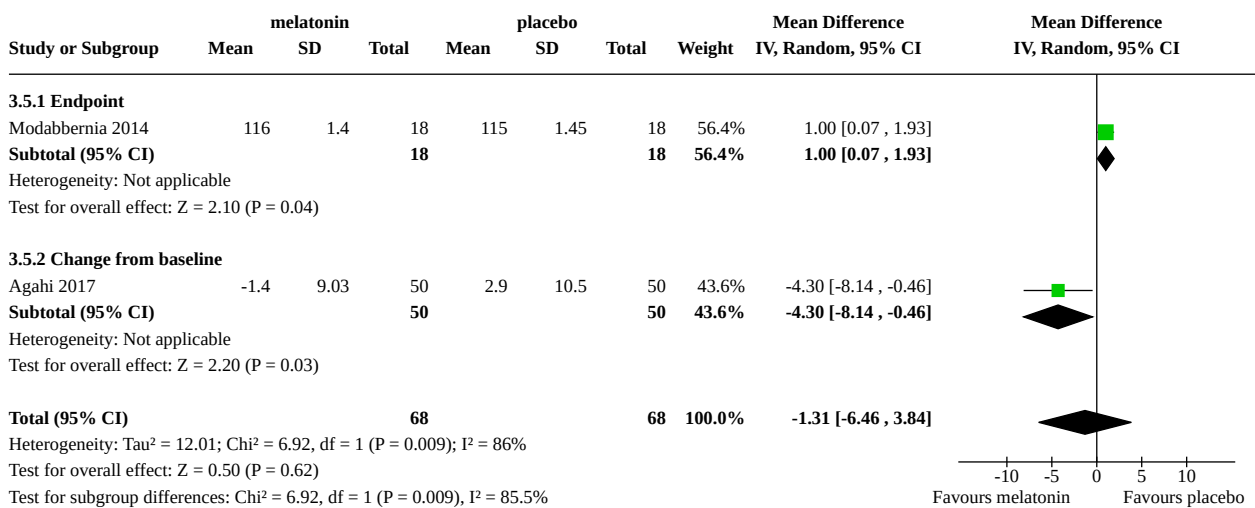 melatonin placebo Mean Difference Mean Difference
Study or Subgroup Mean SD Total Mean SD Total Weight IV, Random, 95% CI IV, Random, 95% CI
3.5.1 Endpoint
Modabbernia 2014 116 1.4 18 115 1.45 18 56.4% 1.00 [0.07 , 1.93]
Subtotal (95% CI) 18 18 56.4% 1.00 [0.07 , 1.93]
Heterogeneity: Not applicable
Test for overall effect: Z = 2.10 (P = 0.04)
3.5.2 Change from baseline
Agahi 2017 -1.4 9.03 50 2.9 10.5 50 43.6% -4.30 [-8.14 , -0.46]
Subtotal (95% CI) 50 50 43.6% -4.30 [-8.14 , -0.46]
Heterogeneity: Not applicable
Test for overall effect: Z = 2.20 (P = 0.03)
Total (95% CI) 68 68 100.0% -1.31 [-6.46 , 3.84]
Heterogeneity: Tau² = 12.01; Chi² = 6.92, df = 1 (P = 0.009); I² = 86%
Test for overall effect: Z = 0.50 (P = 0.62)
-10 -5 0 5 10
Test for subgroup differences: Chi² = 6.92, df = 1 (P = 0.009), I² = 85.5% Favours melatonin Favours placebo